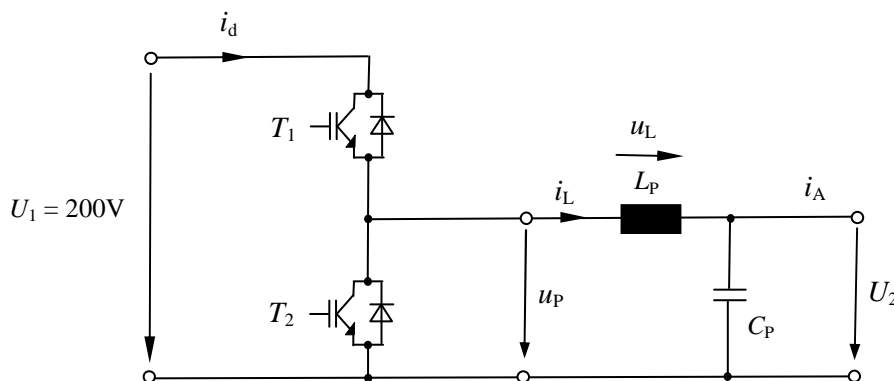 i_d
T_1
u_L
L_P
i_L
i_A
U_1 = 200V
T_2
u_P
C_P
U_2